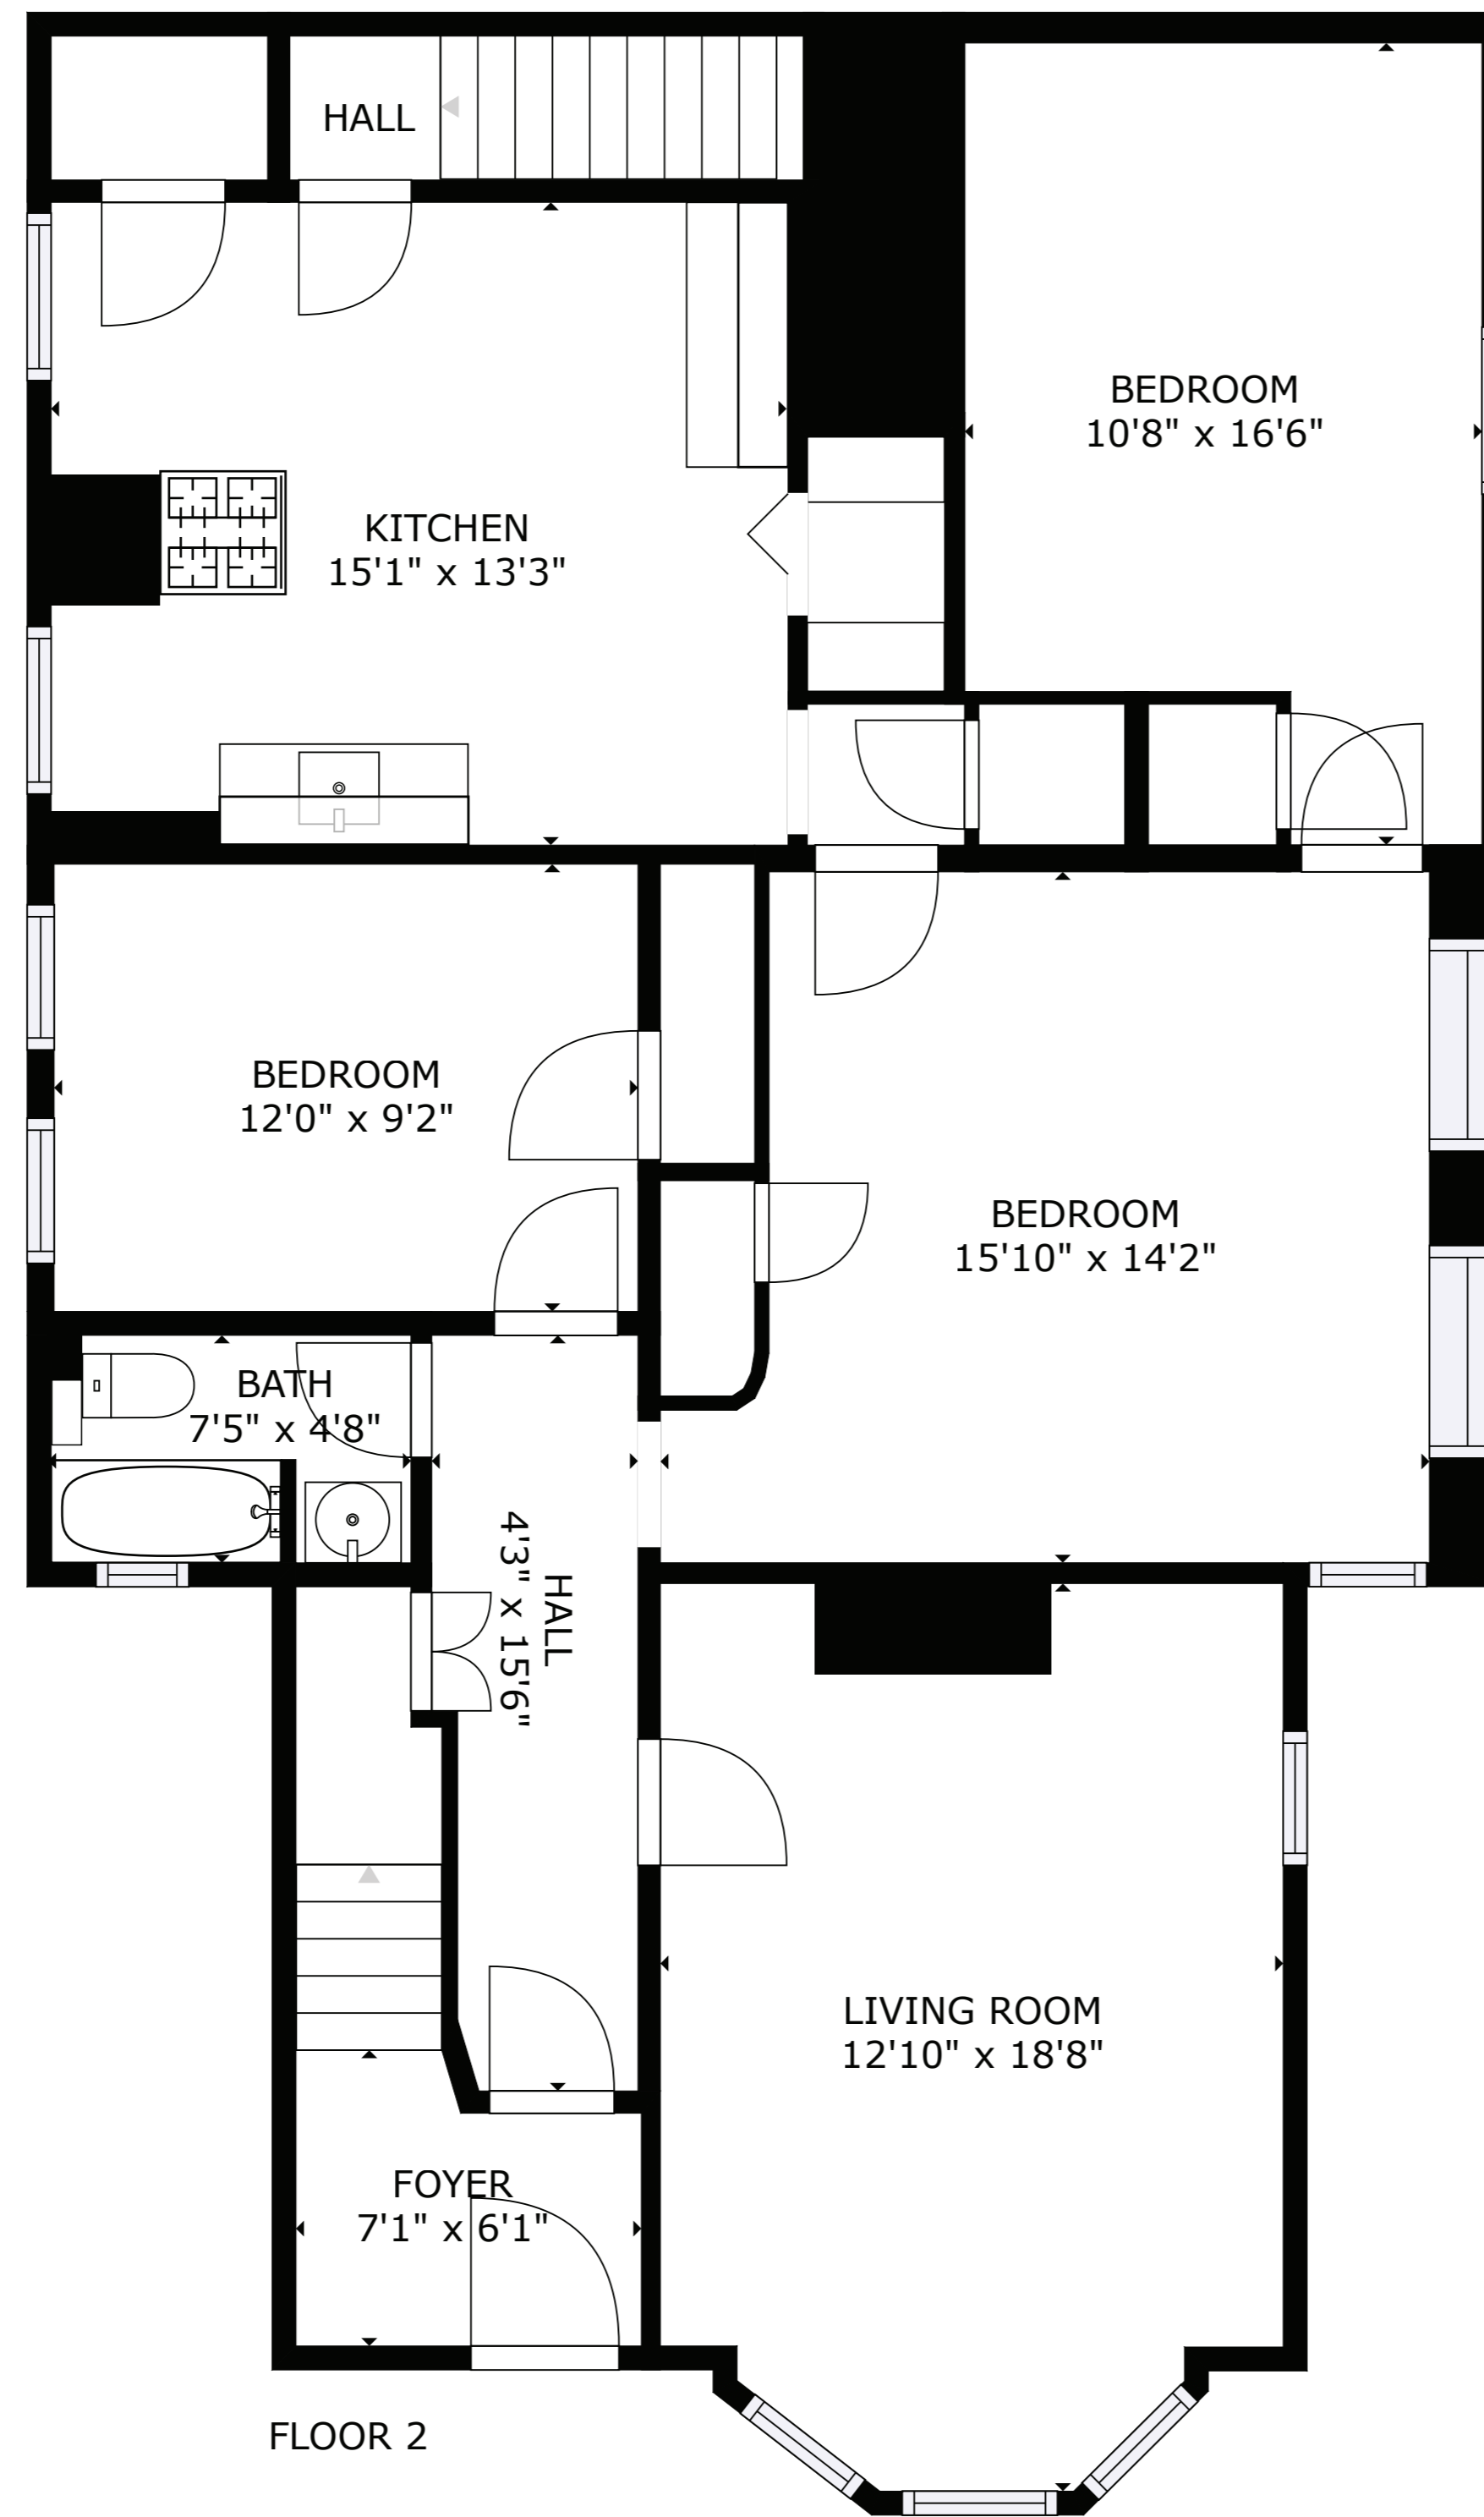 HALL
BEDROOM
10'8" x 16'6"
KITCHEN
15'1" x 13'3"
BEDROOM
12'0" x 9'2"
BEDROOM
15'10" x 14'2"
BATH
7'5" x 4'8"
HALL
4'3" x 15'6"
LIVING ROOM
12'10" x 18'8"
FOYER
7'1" x 6'1"
FLOOR 2